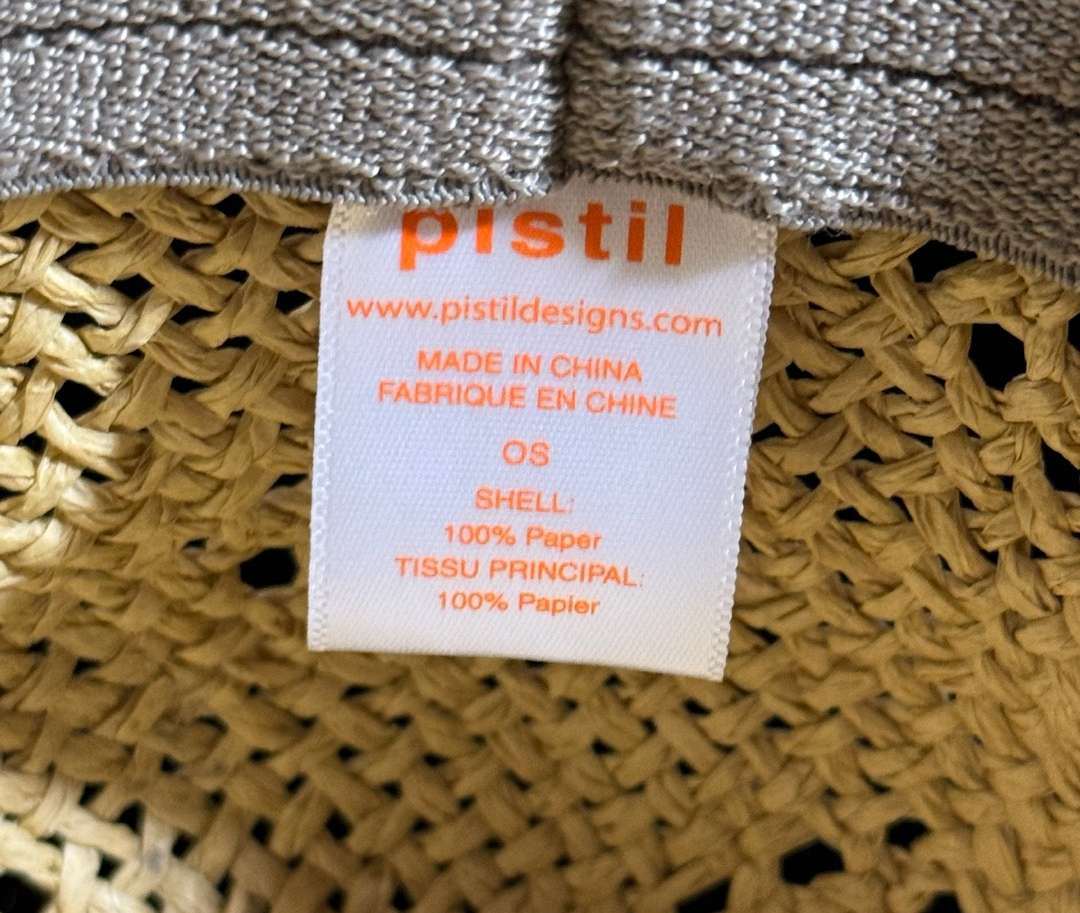 pistil
www.pistildesigns.com
MADE IN CHINA
FABRIQUE EN CHINE
OS
SHELL:
100% Paper
TISSU PRINCIPAL:
100% Papier